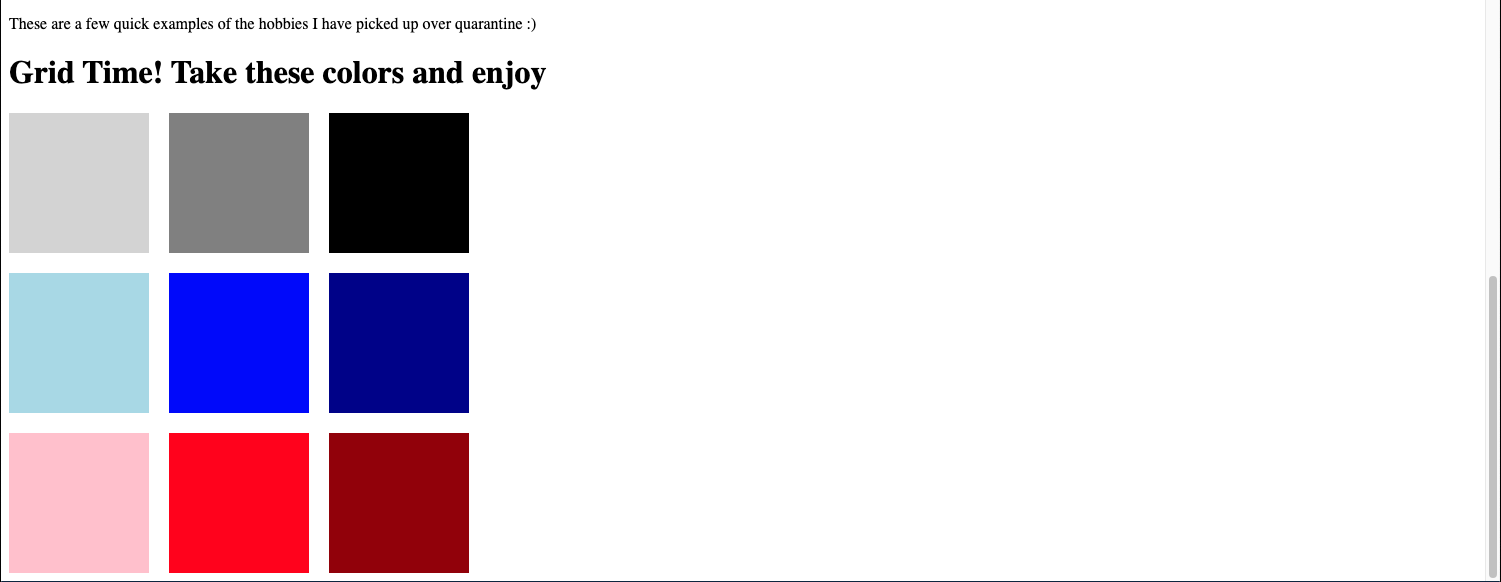 These are a few quick examples of the hobbies I have picked up over quarantine :)
Grid Time! Take these colors and enjoy